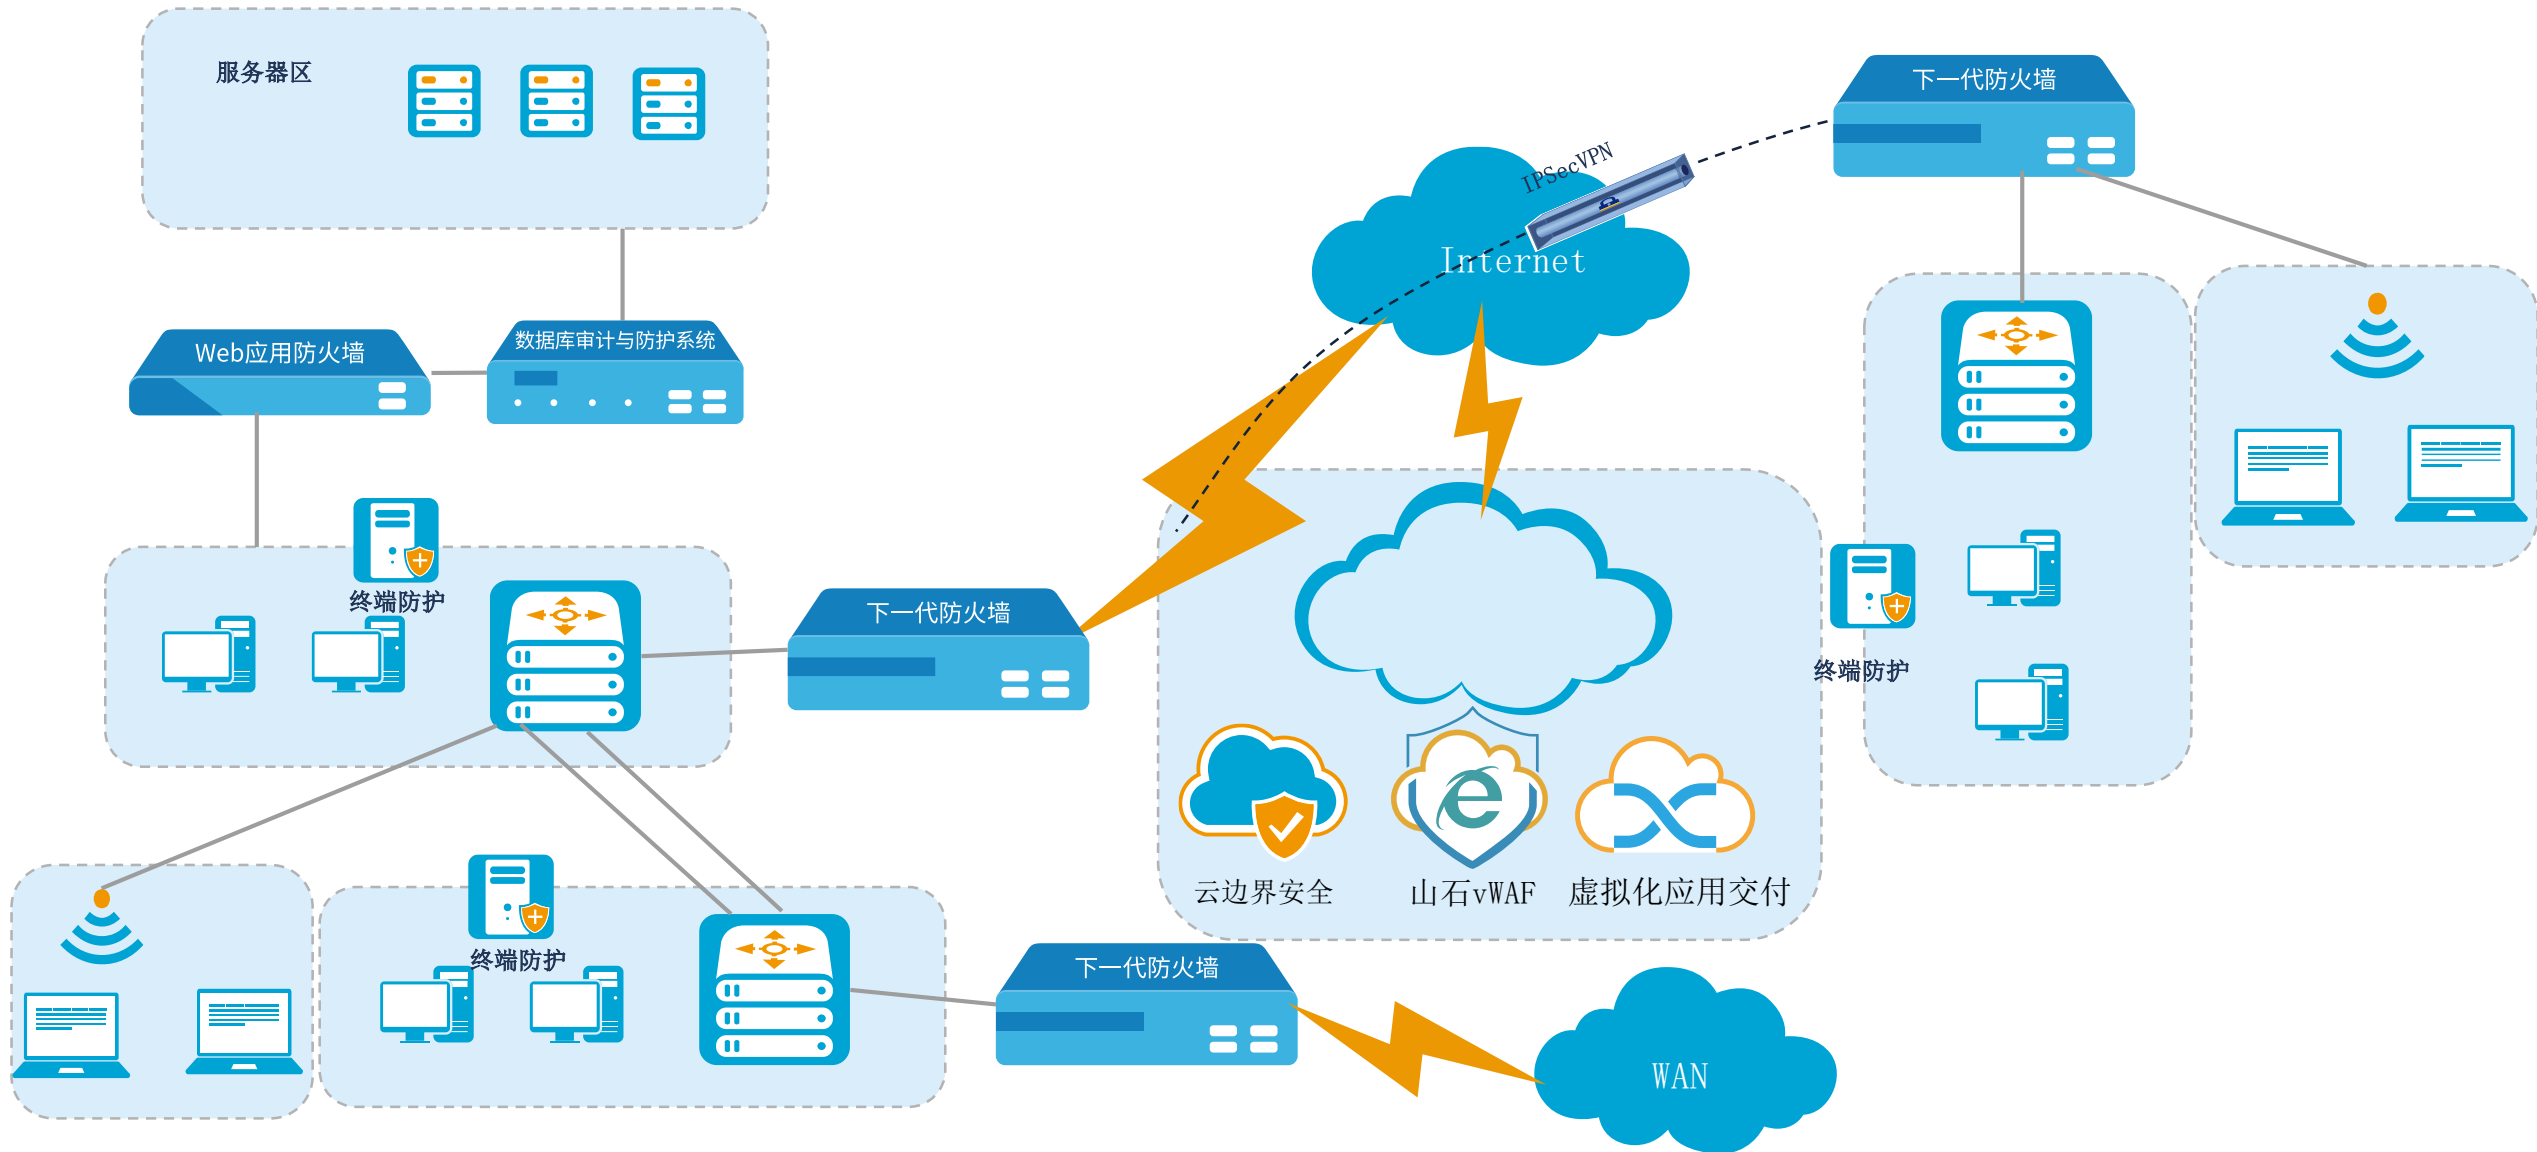 服务器区
下一代防火墙
IPSecVPN
Internet
Web应用防火墙
数据库审计与防护系统
终端防护
下一代防火墙
终端防护
云边界安全
山石vWAF
虚拟化应用交付
终端防护
下一代防火墙
WAN